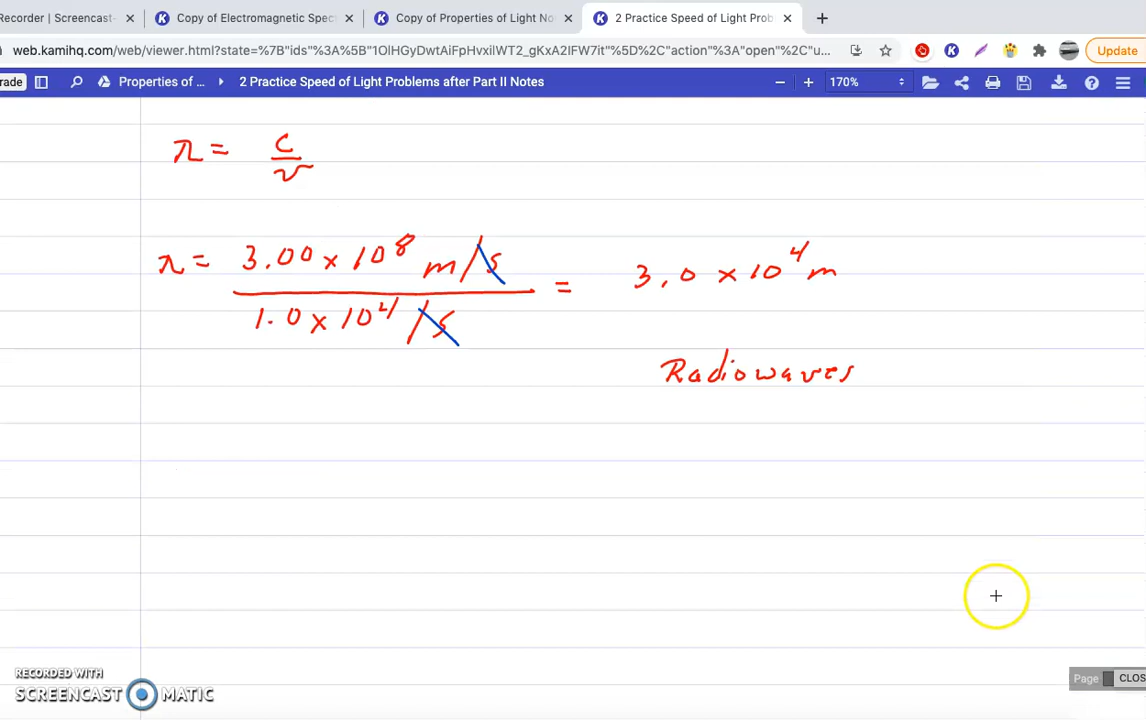 Recorder | Screencast- × Copy of Electromagnetic Spec × Copy of Properties of Light No × 2 Practice Speed of Light Prob × +
web.kamihq.com/web/viewer.html?state=%7B"ids"%3A%5B"1OlHGyDwtAiFpHvxilWT2_gKxA2IFW7it"%5D%2C"action"%3A"open"%2C"u... Update
rade Properties of ... 2 Practice Speed of Light Problems after Part II Notes − + 170%
λ = c/ν
λ = 3.00 x 10⁸ m/s = 3.0 x 10⁴ m
1.0 x 10⁴ /s
Radiowaves
RECORDED WITH
SCREENCAST MATIC
Page CLOS